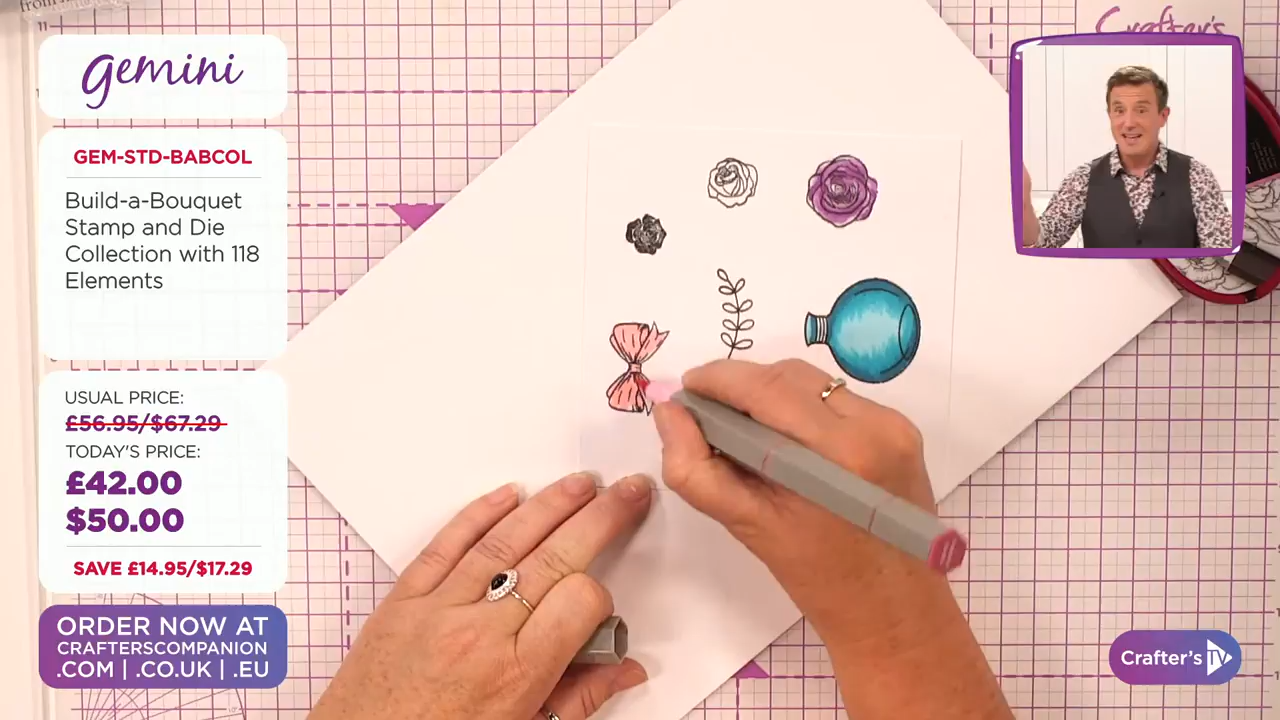 gemini
GEM-STD-BABCOL
Build-a-Bouquet
Stamp and Die
Collection with 118
Elements
USUAL PRICE:
£56.95/$67.29
TODAY'S PRICE:
£42.00
$50.00
SAVE £14.95/$17.29
ORDER NOW AT
CRAFTERSCOMPANION
.COM | .CO.UK | .EU
Crafter's
Crafter's TV